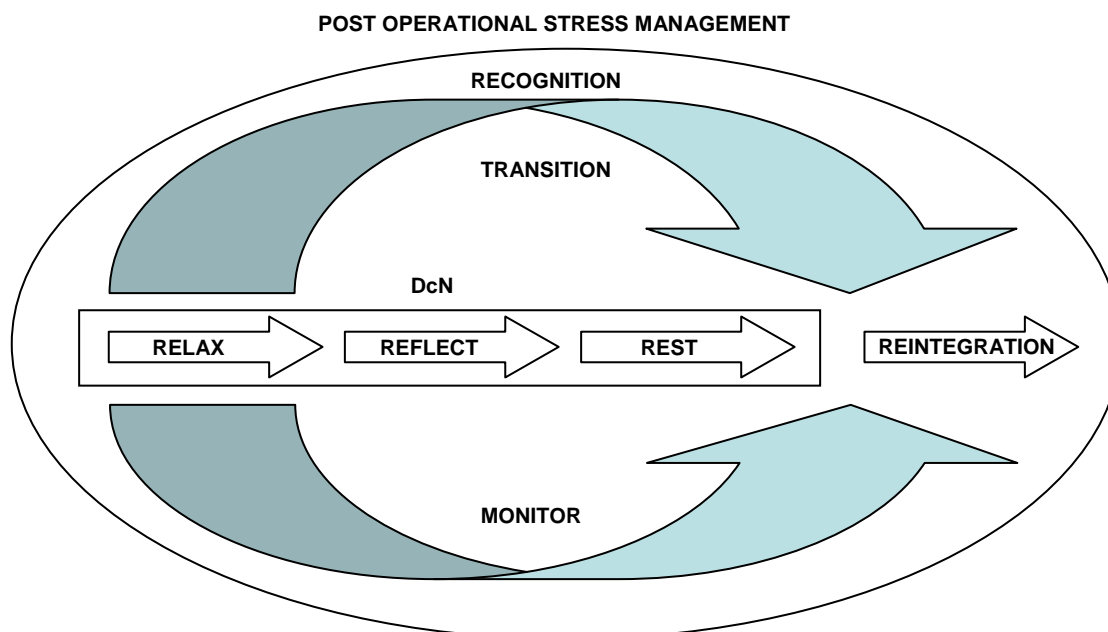 POST OPERATIONAL STRESS MANAGEMENT
RECOGNITION
TRANSITION
DcN
RELAX
REFLECT
REST
REINTEGRATION
MONITOR